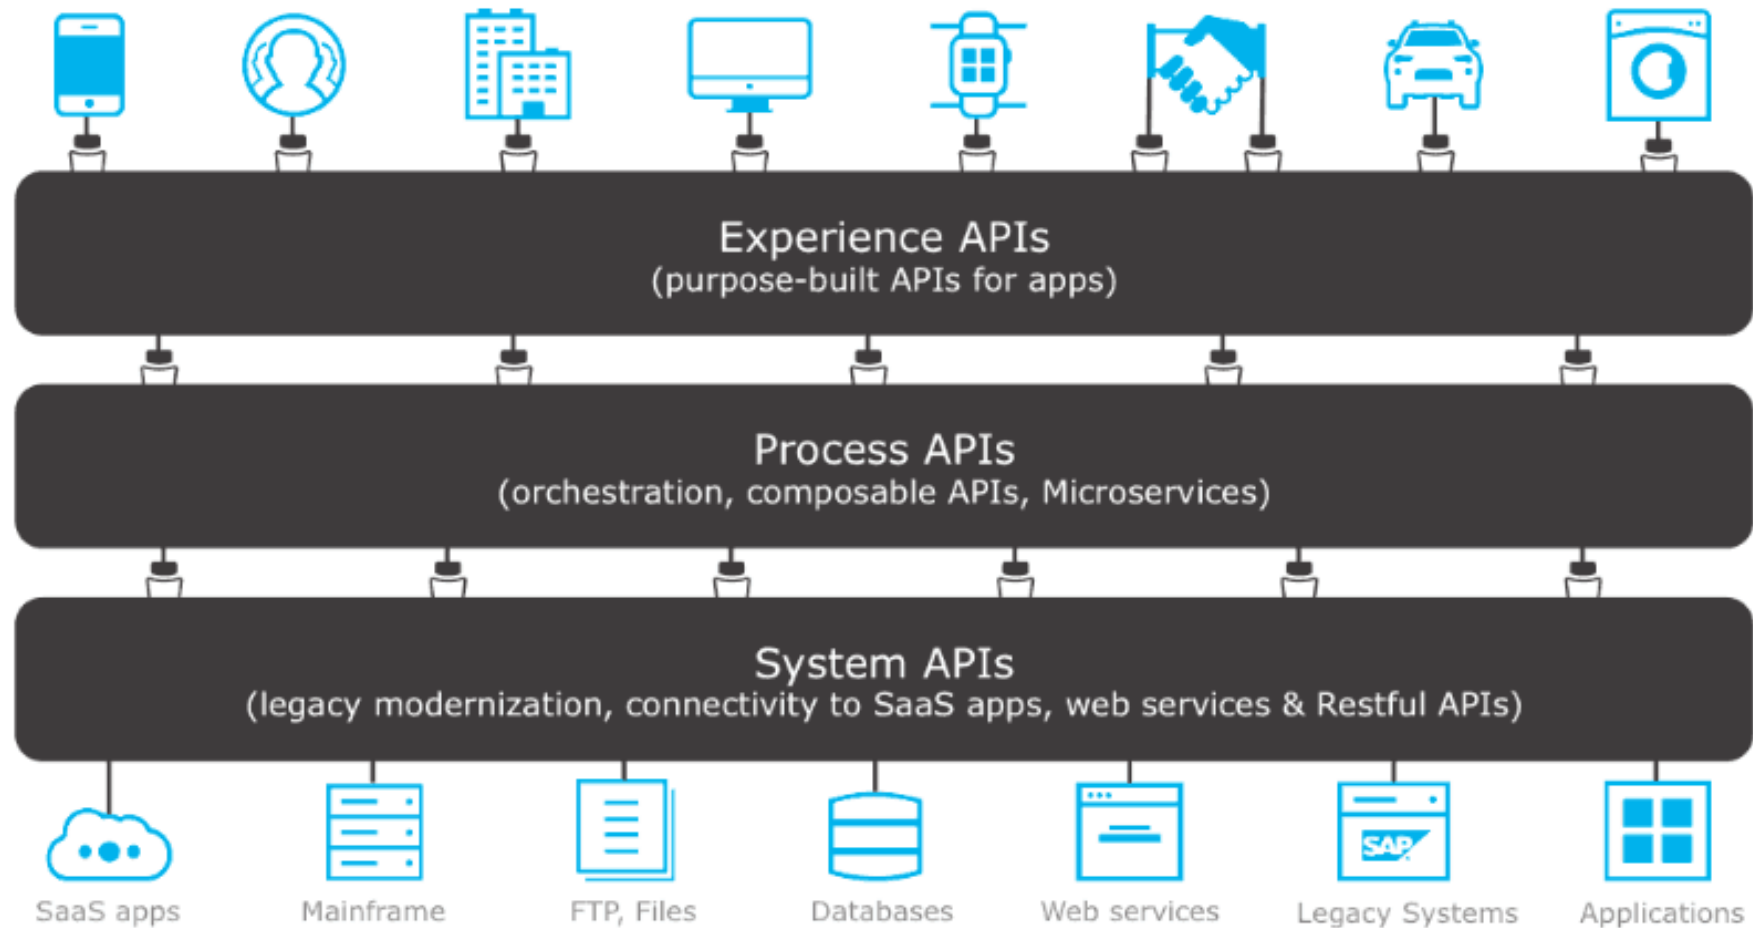 Experience APIs
(purpose-built APIs for apps)
Process APIs
(orchestration, composable APIs, Microservices)
System APIs
(legacy modernization, connectivity to SaaS apps, web services & Restful APIs)
SAP
SaaS apps
Mainframe
FTP, Files
Databases
Web services
Legacy Systems
Applications